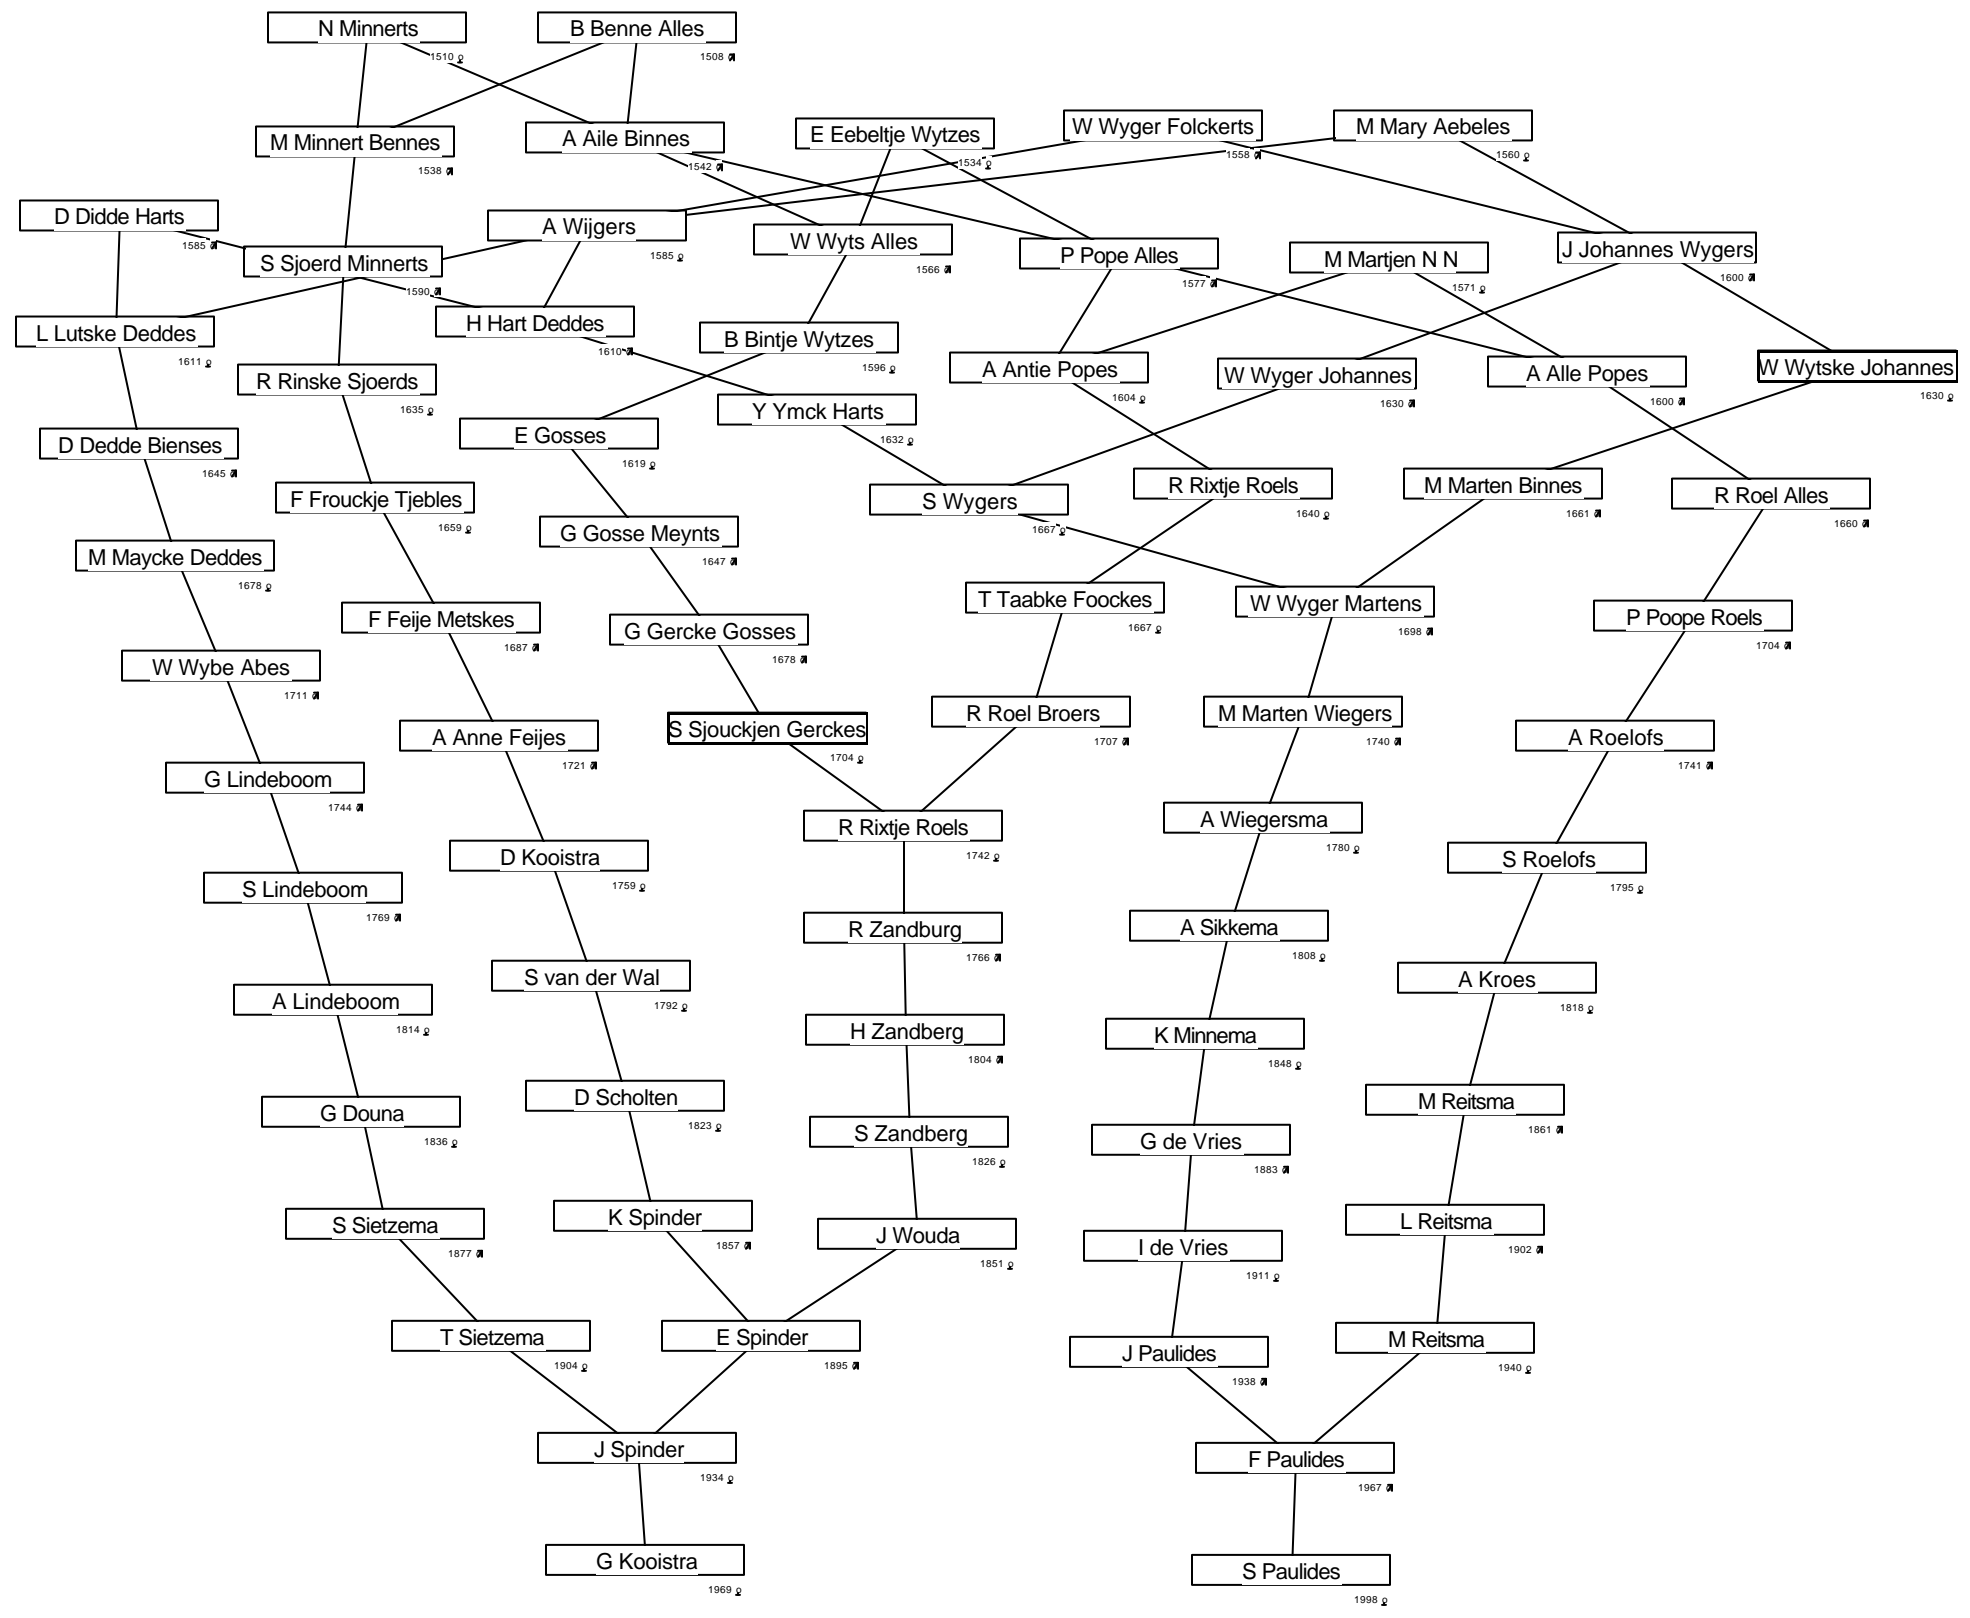 N Minnerts
1510 ♀
B Benne Alles
1508 ♂
M Minnert Bennes
1538 ♂
A Aile Binnes
1542 ♂
E Eebeltje Wytzes
1534 ♀
W Wyger Folckerts
1558 ♂
M Mary Aebeles
1560 ♀
D Didde Harts
1585 ♂
S Sjoerd Minnerts
1590 ♂
A Wijgers
1585 ♀
W Wyts Alles
1566 ♂
P Pope Alles
1577 ♂
M Martjen N N
1571 ♀
J Johannes Wygers
1600 ♂
L Lutske Deddes
1611 ♀
H Hart Deddes
1610 ♂
B Bintje Wytzes
1596 ♀
R Rinske Sjoerds
1635 ♀
A Antie Popes
1604 ♀
W Wyger Johannes
1630 ♂
A Alle Popes
1600 ♂
W Wytske Johannes
1630 ♀
Y Ymck Harts
1632 ♀
D Dedde Bienses
1645 ♂
E Gosses
1619 ♀
F Frouckje Tjebles
1659 ♀
S Wygers
1667 ♀
R Rixtje Roels
1640 ♀
M Marten Binnes
1661 ♂
R Roel Alles
1660 ♂
M Maycke Deddes
1678 ♀
G Gosse Meynts
1647 ♂
F Feije Metskes
1687 ♂
G Gercke Gosses
1678 ♂
T Taabke Foockes
1667 ♀
W Wyger Martens
1698 ♂
P Poope Roels
1704 ♂
W Wybe Abes
1711 ♂
A Anne Feijes
1721 ♂
S Sjouckjen Gerckes
1704 ♀
R Roel Broers
1707 ♂
M Marten Wiegers
1740 ♂
A Roelofs
1741 ♂
G Lindeboom
1744 ♂
D Kooistra
1759 ♀
R Rixtje Roels
1742 ♀
A Wiegersma
1780 ♀
S Roelofs
1795 ♀
S Lindeboom
1769 ♂
R Zandburg
1766 ♂
A Sikkema
1808 ♀
A Kroes
1818 ♀
S van der Wal
1792 ♀
A Lindeboom
1814 ♀
H Zandberg
1804 ♂
K Minnema
1848 ♀
M Reitsma
1861 ♂
G Douna
1836 ♀
D Scholten
1823 ♀
S Zandberg
1826 ♀
G de Vries
1883 ♂
S Sietzema
1877 ♂
K Spinder
1857 ♂
J Wouda
1851 ♀
I de Vries
1911 ♀
L Reitsma
1902 ♂
T Sietzema
1904 ♀
E Spinder
1895 ♂
J Paulides
1938 ♂
M Reitsma
1940 ♀
J Spinder
1934 ♀
F Paulides
1967 ♂
G Kooistra
1969 ♀
S Paulides
1998 ♀